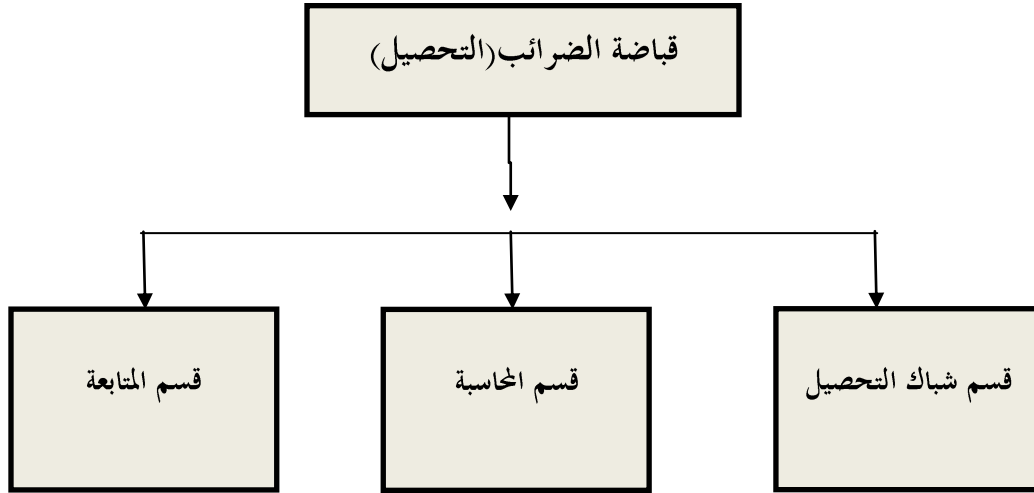 قباضة الضرائب(التحصيل)
قسم شباك التحصيل
قسم المحاسبة
قسم المتابعة